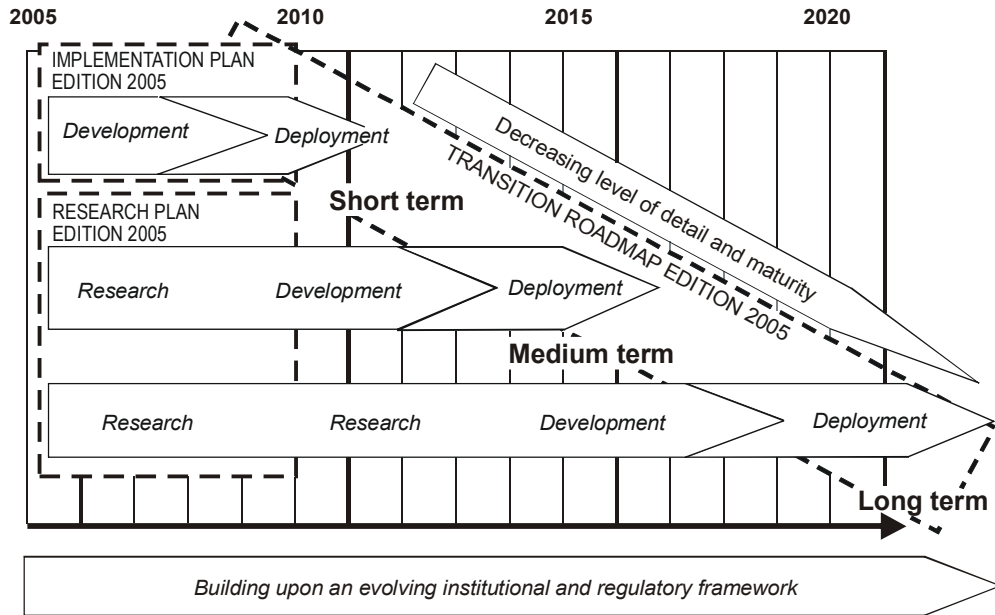 2005 2010 2015 2020
IMPLEMENTATION PLAN
EDITION 2005
Development Deployment
Decreasing level of detail and maturity
TRANSITION ROADMAP EDITION 2005
Short term
RESEARCH PLAN
EDITION 2005
Research Development Deployment
Medium term
Research Research Development Deployment
Long term
Building upon an evolving institutional and regulatory framework